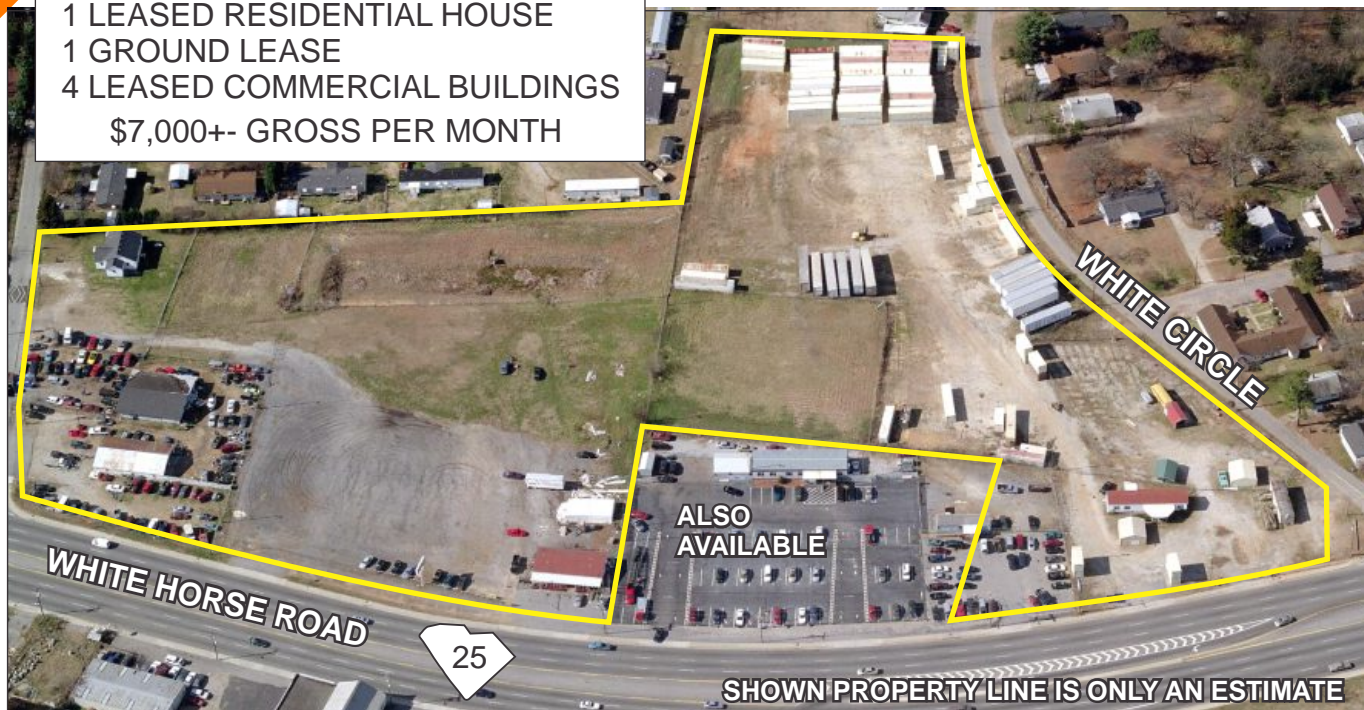 1 LEASED RESIDENTIAL HOUSE
1 GROUND LEASE
4 LEASED COMMERCIAL BUILDINGS
$7,000+- GROSS PER MONTH
WHITE CIRCLE
ALSO
AVAILABLE
WHITE HORSE ROAD
25
SHOWN PROPERTY LINE IS ONLY AN ESTIMATE